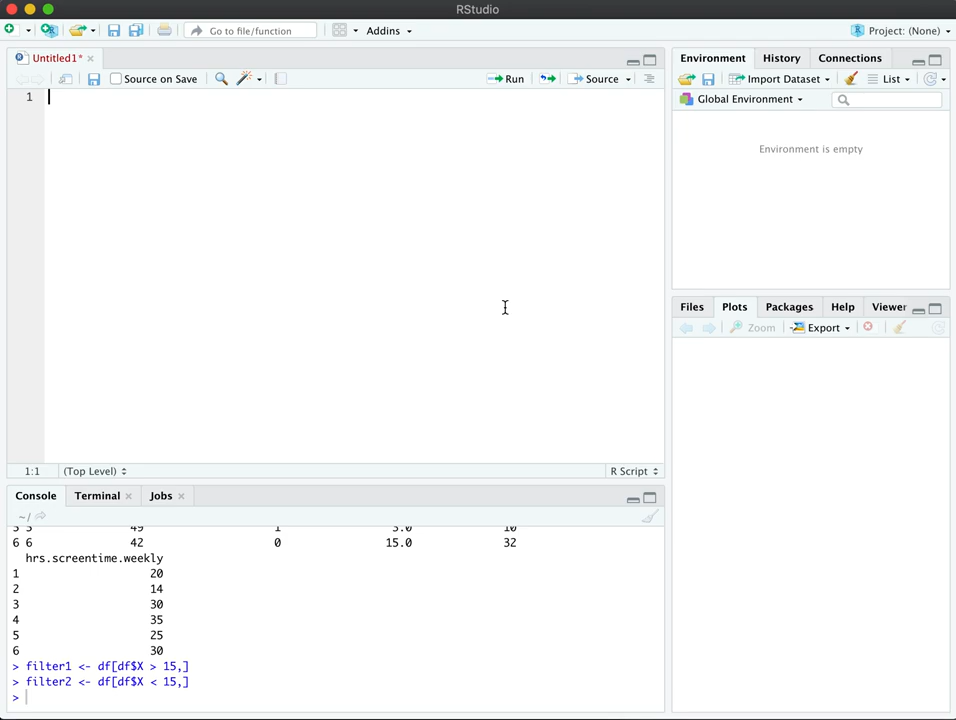 RStudio
Go to file/function
Addins
Project: (None)
Untitled1*
Source on Save
Run
Source
1
1:1
(Top Level)
R Script
Console
Terminal
Jobs
~/
42 0 15.0 32
6 6
hrs.screentime.weekly
1 20
2 14
3 30
4 35
5 25
6 30
> filter1 <- df[df$X > 15,]
> filter2 <- df[df$X < 15,]
>
Environment
History
Connections
Import Dataset
List
Global Environment
Environment is empty
Files
Plots
Packages
Help
Viewer
Zoom
Export